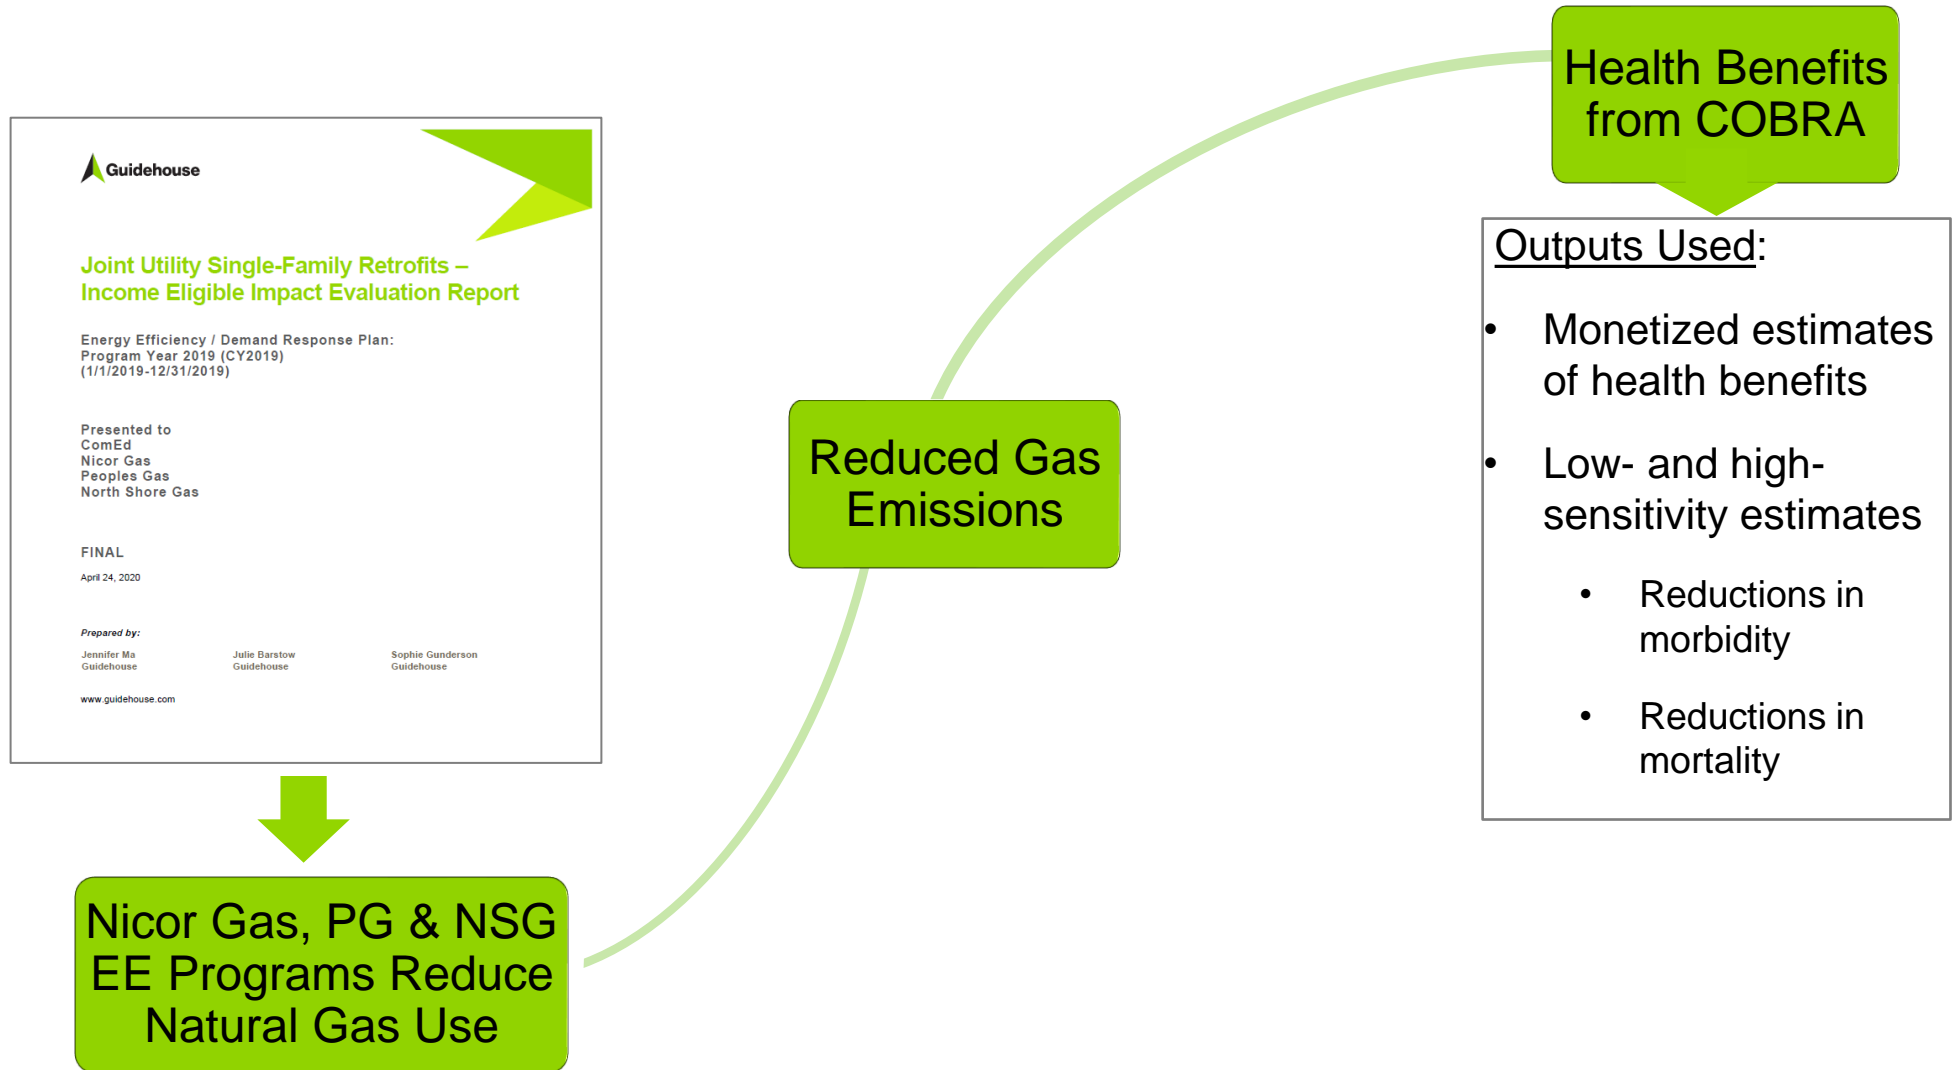 Guidehouse
Joint Utility Single-Family Retrofits –
Income Eligible Impact Evaluation Report
Energy Efficiency / Demand Response Plan:
Program Year 2019 (CY2019)
(1/1/2019-12/31/2019)
Presented to
ComEd
Nicor Gas
Peoples Gas
North Shore Gas
FINAL
April 24, 2020
Prepared by:
Jennifer Ma Julie Barstow Sophie Gunderson
Guidehouse Guidehouse Guidehouse
www.guidehouse.com
Nicor Gas, PG & NSG
EE Programs Reduce
Natural Gas Use
Reduced Gas
Emissions
Health Benefits
from COBRA
Outputs Used:
• Monetized estimates
of health benefits
• Low- and high-
sensitivity estimates
• Reductions in
morbidity
• Reductions in
mortality